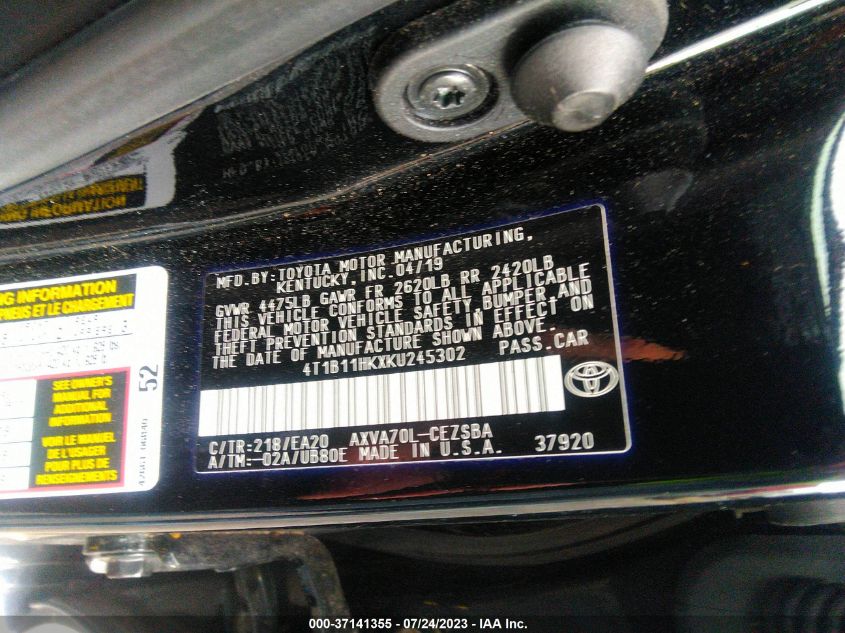 MFD.BY:TOYOTA MOTOR MANUFACTURING,
KENTUCKY, INC.04/19
GVWR 4475LB GAWR FR 2620LB RR 2420LB
THIS VEHICLE CONFORMS TO ALL APPLICABLE
FEDERAL MOTOR VEHICLE SAFETY BUMPER AND
THEFT PREVENTION STANDARDS IN EFFECT ON
THE DATE OF MANUFACTURE SHOWN ABOVE.
4T1B11HKXKU245302 PASS.CAR
C/TR:218/EA20 AXVA70L-CEZSBA
A/TM:-02A/UB80E MADE IN U.S.A. 37920
NG INFORMATION
PNEUS ET LE CHARGEMENT
52
SEE OWNER'S
MANUAL FOR
ADDITIONAL
INFORMATION
VOIR LE MANUEL
DE L'USAGER
POUR PLUS DE
RENSEIGNEMENTS
000-37141355 - 07/24/2023 - IAA Inc.